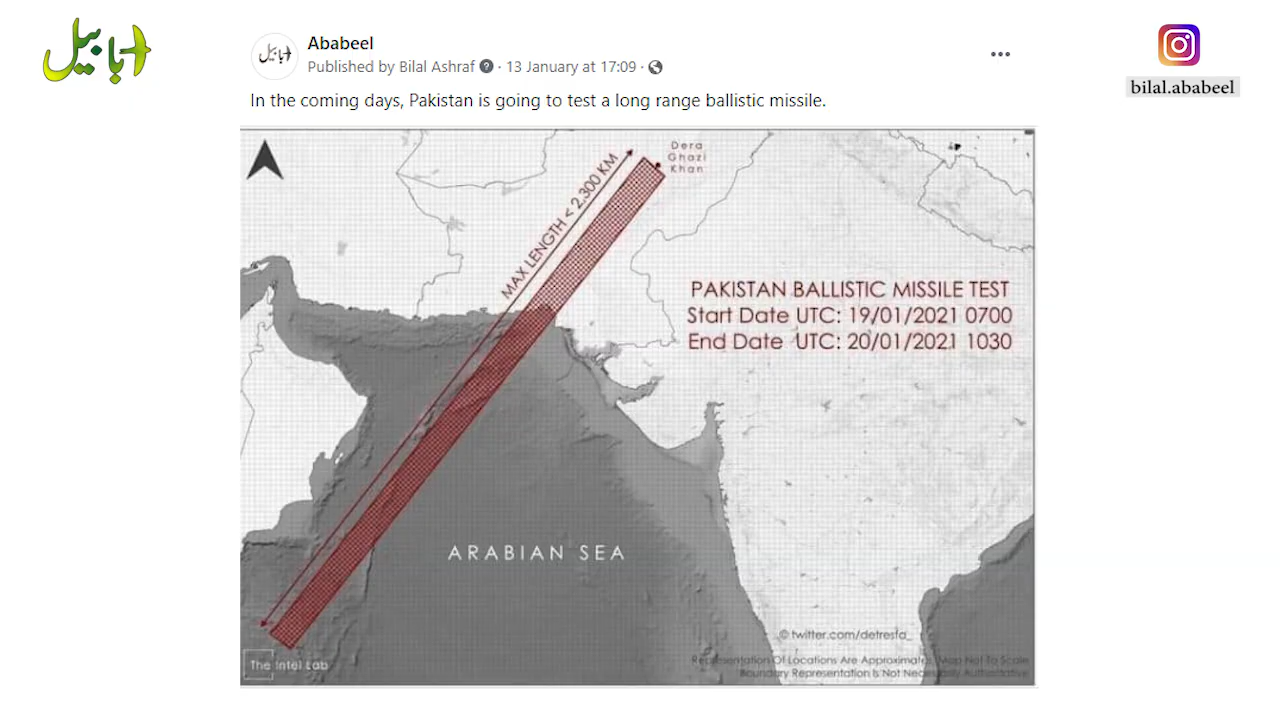 ابابیل
Ababeel
Published by Bilal Ashraf · 13 January at 17:09 ·
In the coming days, Pakistan is going to test a long range ballistic missile.
bilal.ababeel
ابابیل
Dera
Ghazi
Khan
MAX LENGTH < 2,300 KM
PAKISTAN BALLISTIC MISSILE TEST
Start Date UTC: 19/01/2021 0700
End Date UTC: 20/01/2021 1030
ARABIAN SEA
© twitter.com/detresfa_
The Intel Lab
Representation Of Locations Are Approximate, Map Not To Scale
Boundary Representation Is Not Necessarily Authoritative